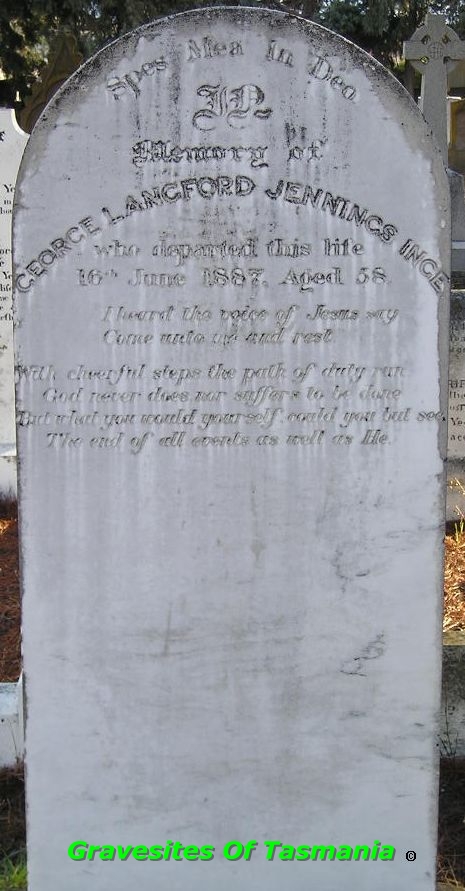 Spes Mea In Deo
IN
Memory of
GEORGE LANGFORD JENNINGS INGE
who departed this life
16th June 1887, Aged 58.
I heard the voice of Jesus say
Come unto me and rest
With cheerful steps the path of duty run
God never does nor suffers to be done
But what you would yourself, could you but see,
The end of all events as well as He.
Gravesites Of Tasmania ©